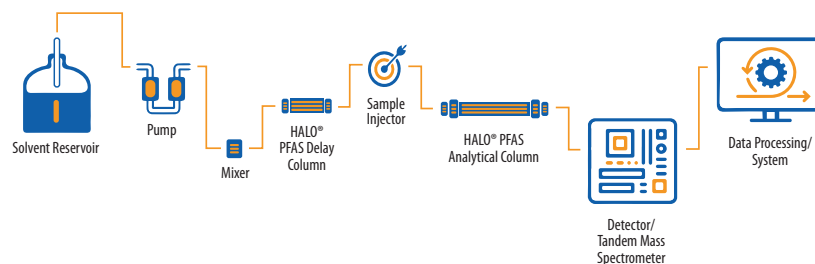 Solvent Reservoir
Pump
Mixer
HALO®
PFAS Delay
Column
Sample
Injector
HALO® PFAS
Analytical Column
Detector/
Tandem Mass
Spectrometer
Data Processing/
System